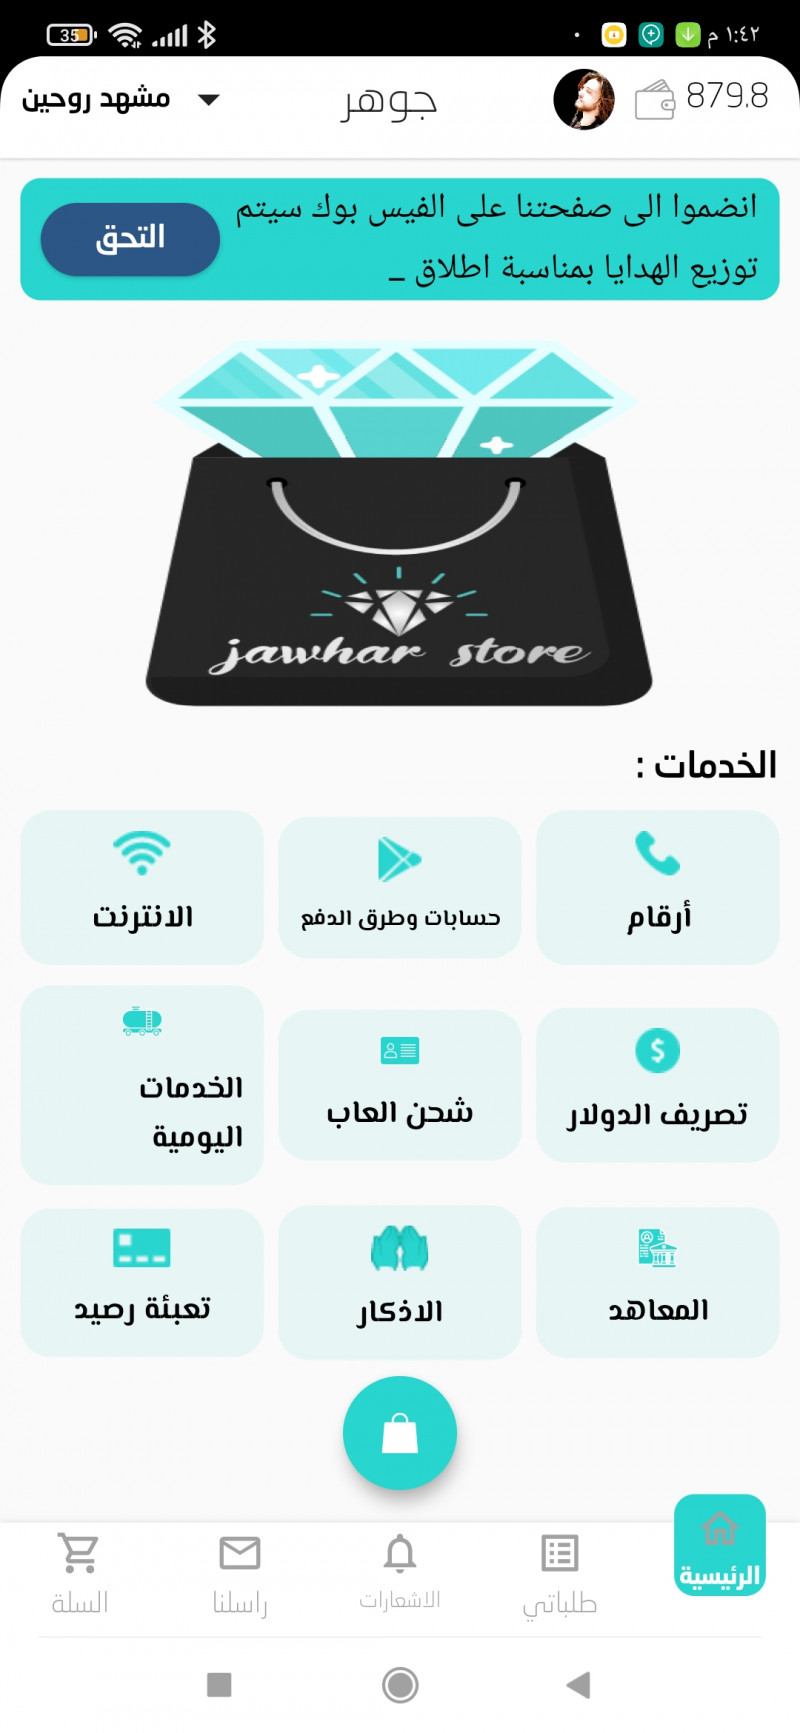 35 ١:٤٢ م
879.8 جوهر مشهد روحين
انضموا الى صفحتنا على الفيس بوك سيتم
توزيع الهدايا بمناسبة اطلاق _
التحق
jawhar store
الخدمات :
أرقام
حسابات وطرق الدفع
الانترنت
تصريف الدولار
شحن العاب
الخدمات
اليومية
المعاهد
الاذكار
تعبئة رصيد
الرئيسية
طلباتي
الاشعارات
راسلنا
السلة